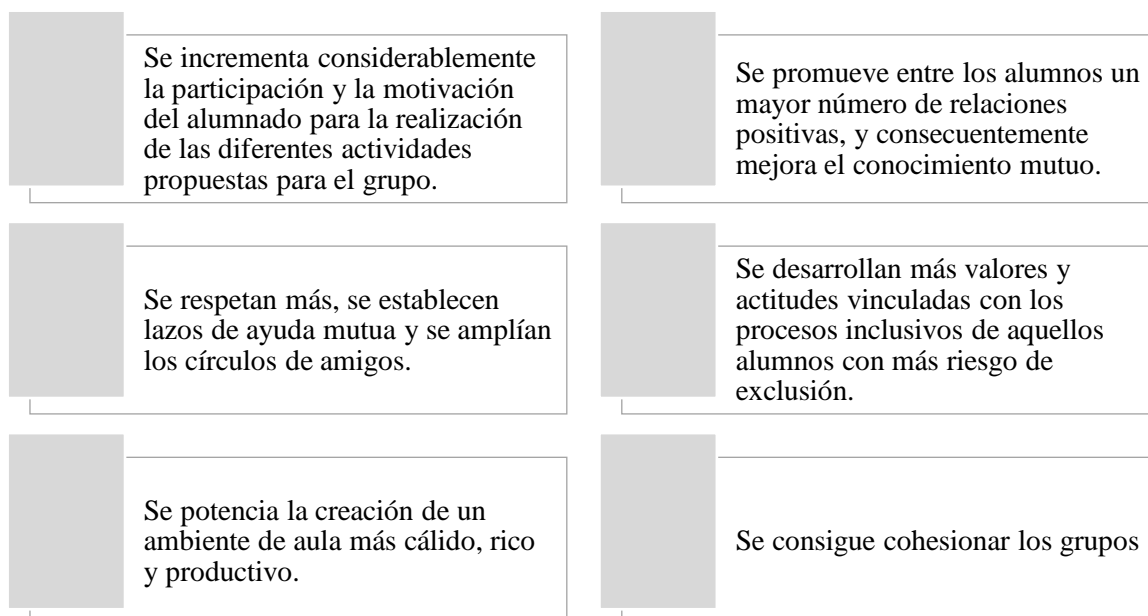 Se incrementa considerablemente
la participación y la motivación
del alumnado para la realización
de las diferentes actividades
propuestas para el grupo.
Se promueve entre los alumnos un
mayor número de relaciones
positivas, y consecuentemente
mejora el conocimiento mutuo.
Se respetan más, se establecen
lazos de ayuda mutua y se amplían
los círculos de amigos.
Se desarrollan más valores y
actitudes vinculadas con los
procesos inclusivos de aquellos
alumnos con más riesgo de
exclusión.
Se potencia la creación de un
ambiente de aula más cálido, rico
y productivo.
Se consigue cohesionar los grupos